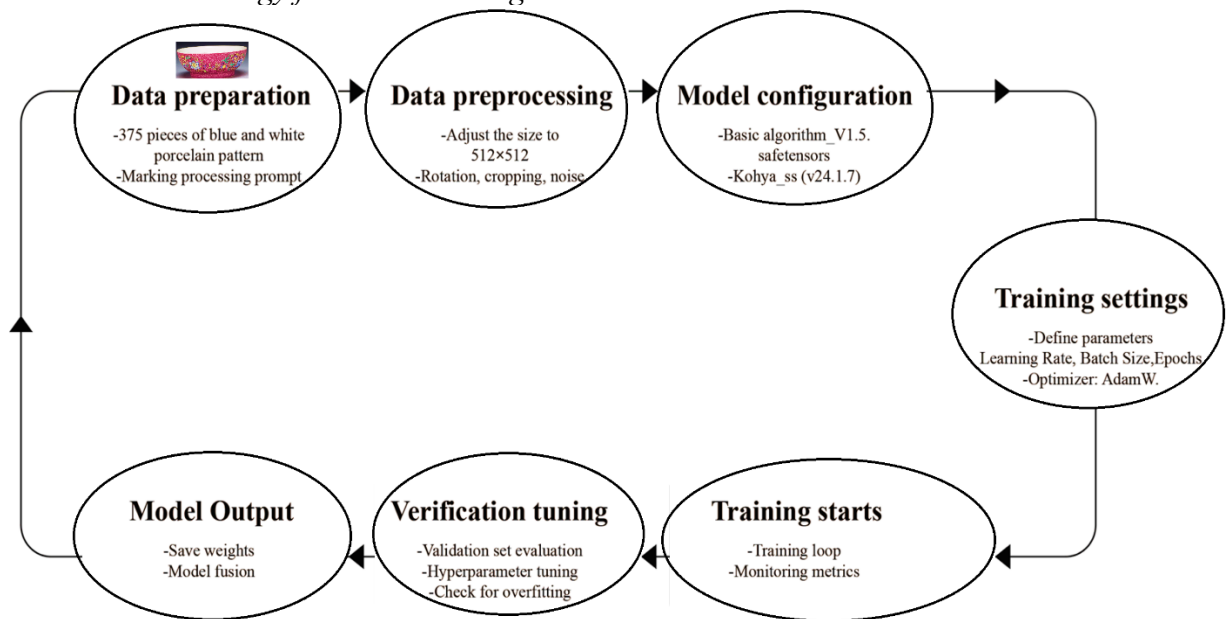 Data preparation
-375 pieces of blue and white
porcelain pattern
-Marking processing prompt
Data preprocessing
-Adjust the size to
512×512
-Rotation, cropping, noise
Model configuration
-Basic algorithm_V1.5.
safetensors
-Kohya_ss (v24.1.7)
Training settings
-Define parameters
Learning Rate, Batch Size,Epochs
-Optimizer: AdamW.
Training starts
-Training loop
-Monitoring metrics
Verification tuning
-Validation set evaluation
-Hyperparameter tuning
-Check for overfitting
Model Output
-Save weights
-Model fusion